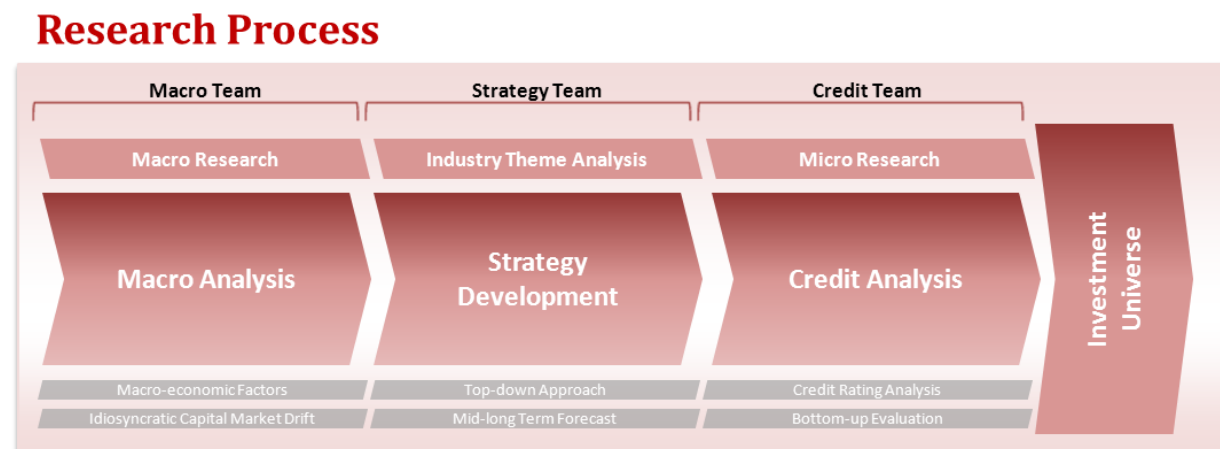 Research Process
Macro Team
Strategy Team
Credit Team
Macro Research
Industry Theme Analysis
Micro Research
Macro Analysis
Strategy
Development
Credit Analysis
Investment
Universe
Macro-economic Factors
Top-down Approach
Credit Rating Analysis
Idiosyncratic Capital Market Drift
Mid-long Term Forecast
Bottom-up Evaluation